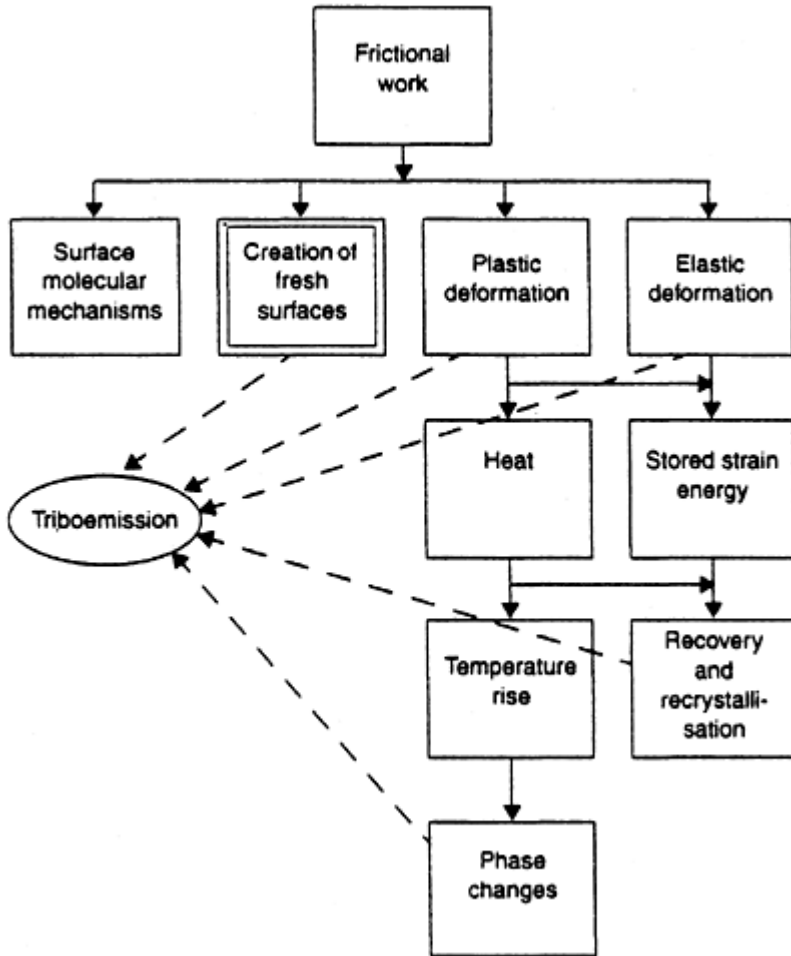 Frictional
work
Surface
molecular
mechanisms
Creation of
fresh
surfaces
Plastic
deformation
Elastic
deformation
Heat
Stored strain
energy
Triboemission
Temperature
rise
Recovery
and
recrystalli-
sation
Phase
changes